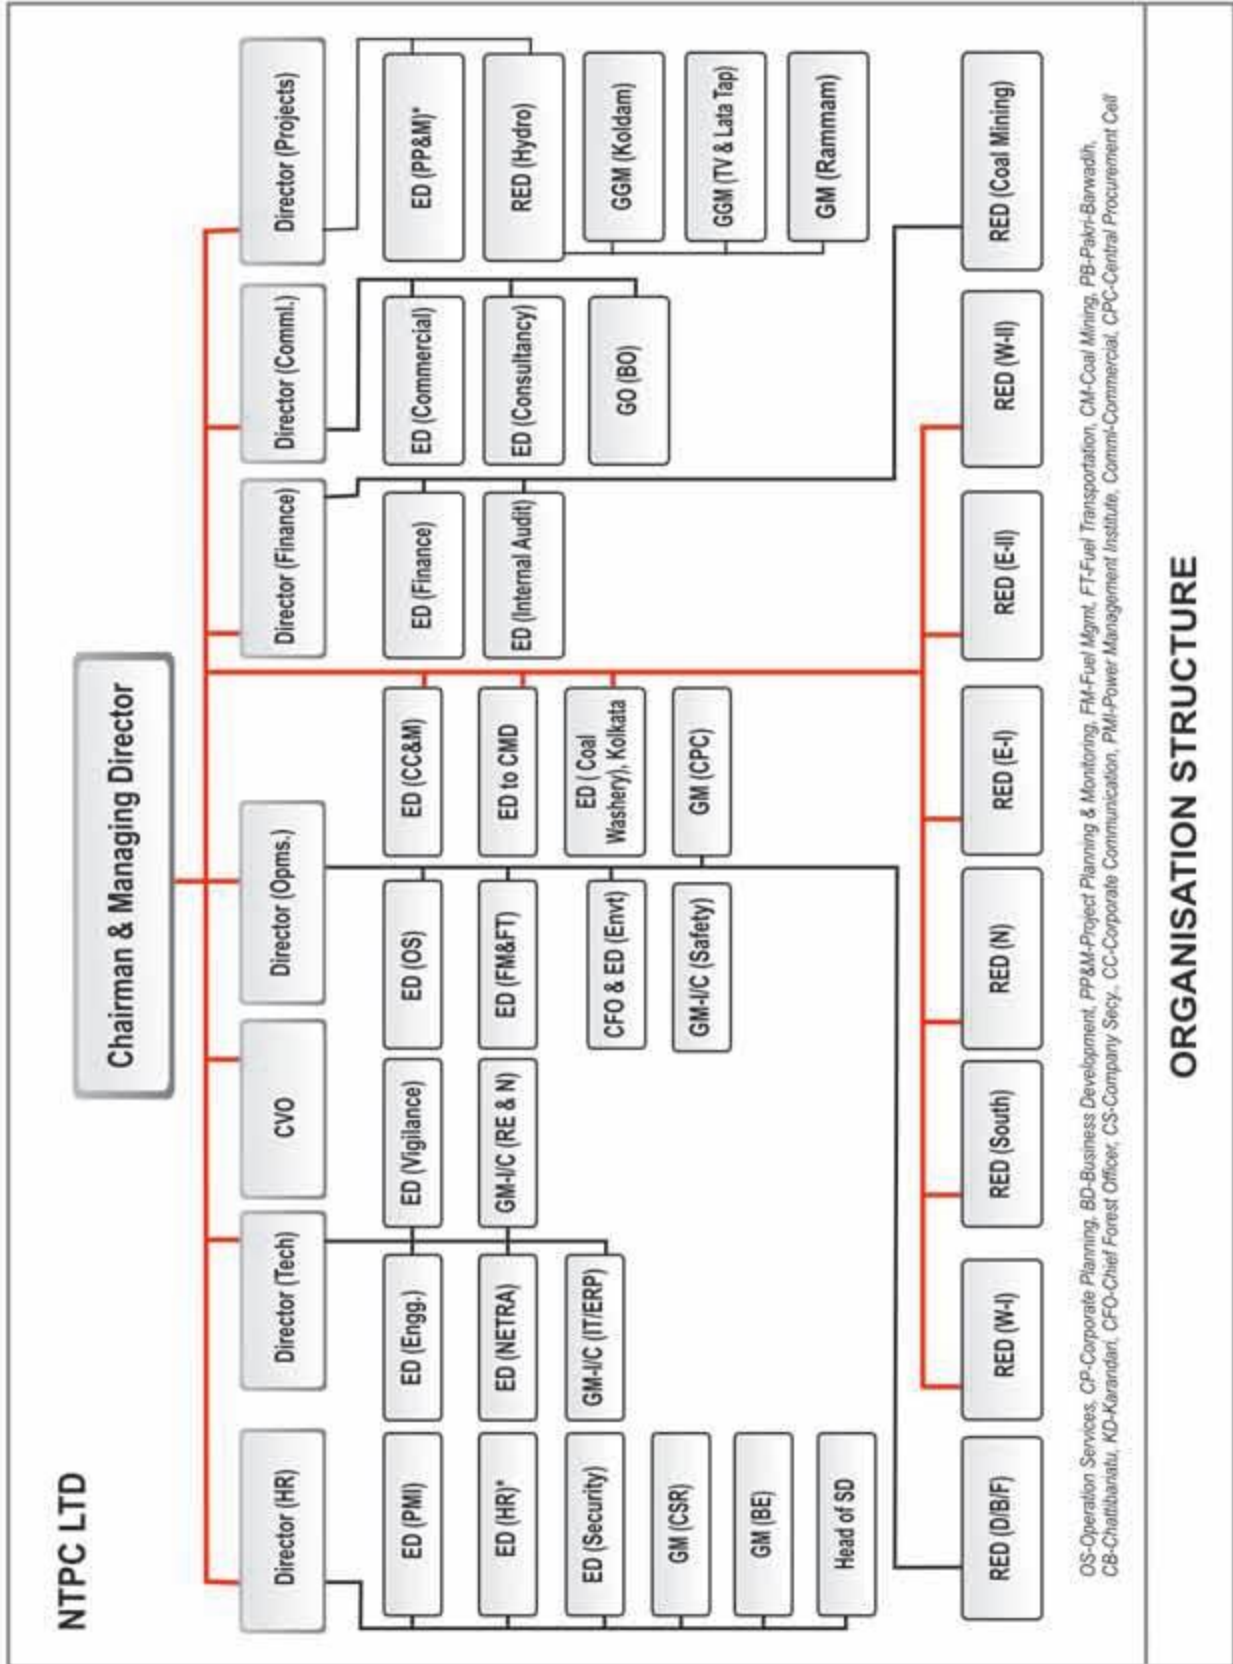 NTPC LTD
Chairman & Managing Director
Director (HR)
Director (Tech)
CVO
Director (Opms.)
Director (Finance)
Director (Comml.)
Director (Projects)
ED (PMI)
ED (HR)*
ED (Security)
GM (CSR)
GM (BE)
Head of SD
ED (Engg.)
ED (NETRA)
GM-I/C (IT/ERP)
ED (Vigilance)
GM-I/C (RE & N)
ED (OS)
ED (FM&FT)
CFO & ED (Envt)
GM-I/C (Safety)
ED (CC&M)
ED to CMD
ED ( Coal
Washery), Kolkata
GM (CPC)
ED (Finance)
ED (Internal Audit)
ED (Commercial)
ED (Consultancy)
GO (BO)
ED (PP&M)*
RED (Hydro)
GGM (Koldam)
GGM (TV & Lata Tap)
GM (Rammam)
RED (D/B/F)
RED (W-I)
RED (South)
RED (N)
RED (E-I)
RED (E-II)
RED (W-II)
RED (Coal Mining)
OS-Operation Services, CP-Corporate Planning, BD-Business Development, PP&M-Project Planning & Monitoring, FM-Fuel Mgmt, FT-Fuel Transportation, CM-Coal Mining, PB-Pakri-Barwadih,
CB-Chattibariatu, KD-Karandari, CFO-Chief Forest Officer, CS-Company Secy., CC-Corporate Communication, PMI-Power Management Institute, Comml-Commercial, CPC-Central Procurement Cell
ORGANISATION STRUCTURE